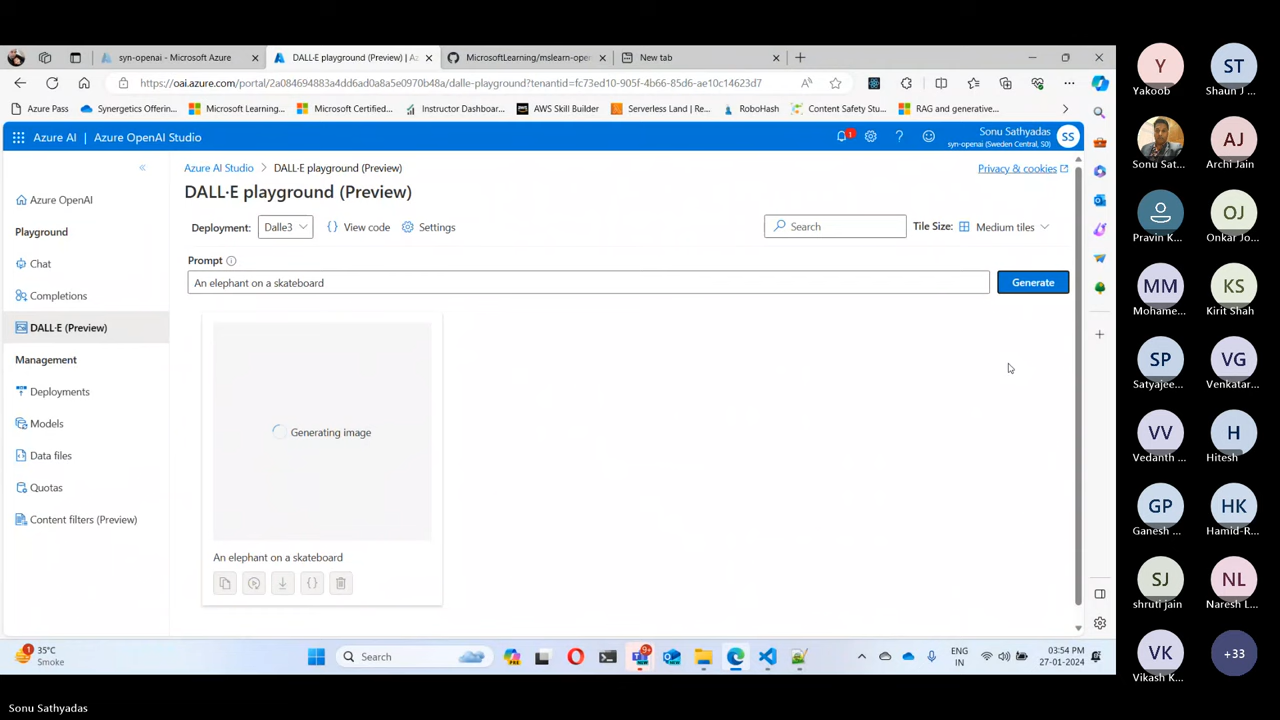 syn-openai - Microsoft Azure
DALL·E playground (Preview) | Az
MicrosoftLearning/mslearn-open
New tab
https://oai.azure.com/portal/2a084694883a4dd6ad0a8a5e0970b48a/dalle-playground?tenantid=fc73ed10-905f-4b66-85d6-ae10c14623d7
Azure Pass
Synergetics Offering...
Microsoft Learning...
Microsoft Certified...
Instructor Dashboar...
AWS Skill Builder
Serverless Land | Re...
RoboHash
Content Safety Stu...
RAG and generative...
Azure AI | Azure OpenAI Studio
1
Sonu Sathyadas
syn-openai (Sweden Central, S0)
SS
Azure OpenAI
Playground
Chat
Completions
DALL·E (Preview)
Management
Deployments
Models
Data files
Quotas
Content filters (Preview)
Azure AI Studio > DALL·E playground (Preview)
Privacy & cookies
DALL·E playground (Preview)
Deployment: Dalle3
View code
Settings
Search
Tile Size: Medium tiles
Prompt
An elephant on a skateboard
Generate
Generating image
An elephant on a skateboard
1
35°C
Smoke
Search
9+
ENG
IN
03:54 PM
27-01-2024
Y
Yakoob
ST
Shaun J ...
Sonu Sat...
AJ
Archi Jain
Pravin K...
OJ
Onkar Jo...
MM
Mohame...
KS
Kirit Shah
SP
Satyajee...
VG
Venkatar...
VV
Vedanth ...
H
Hitesh
GP
Ganesh ...
HK
Hamid-R...
SJ
shruti jain
NL
Naresh L...
VK
Vikash K...
+33
Sonu Sathyadas